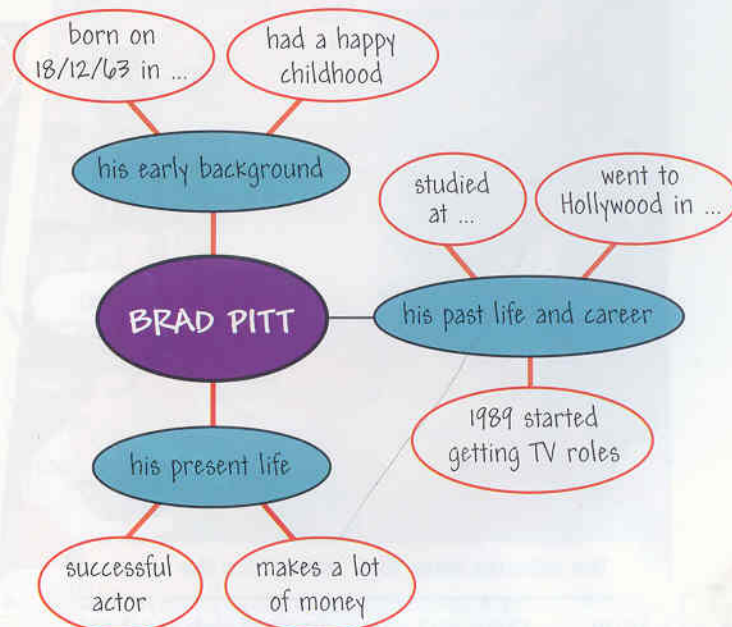 born on
18/12/63 in ...
had a happy
childhood
his early background
studied
at ...
went to
Hollywood in ...
BRAD PITT
his past life and career
1989 started
getting TV roles
his present life
successful
actor
makes a lot
of money